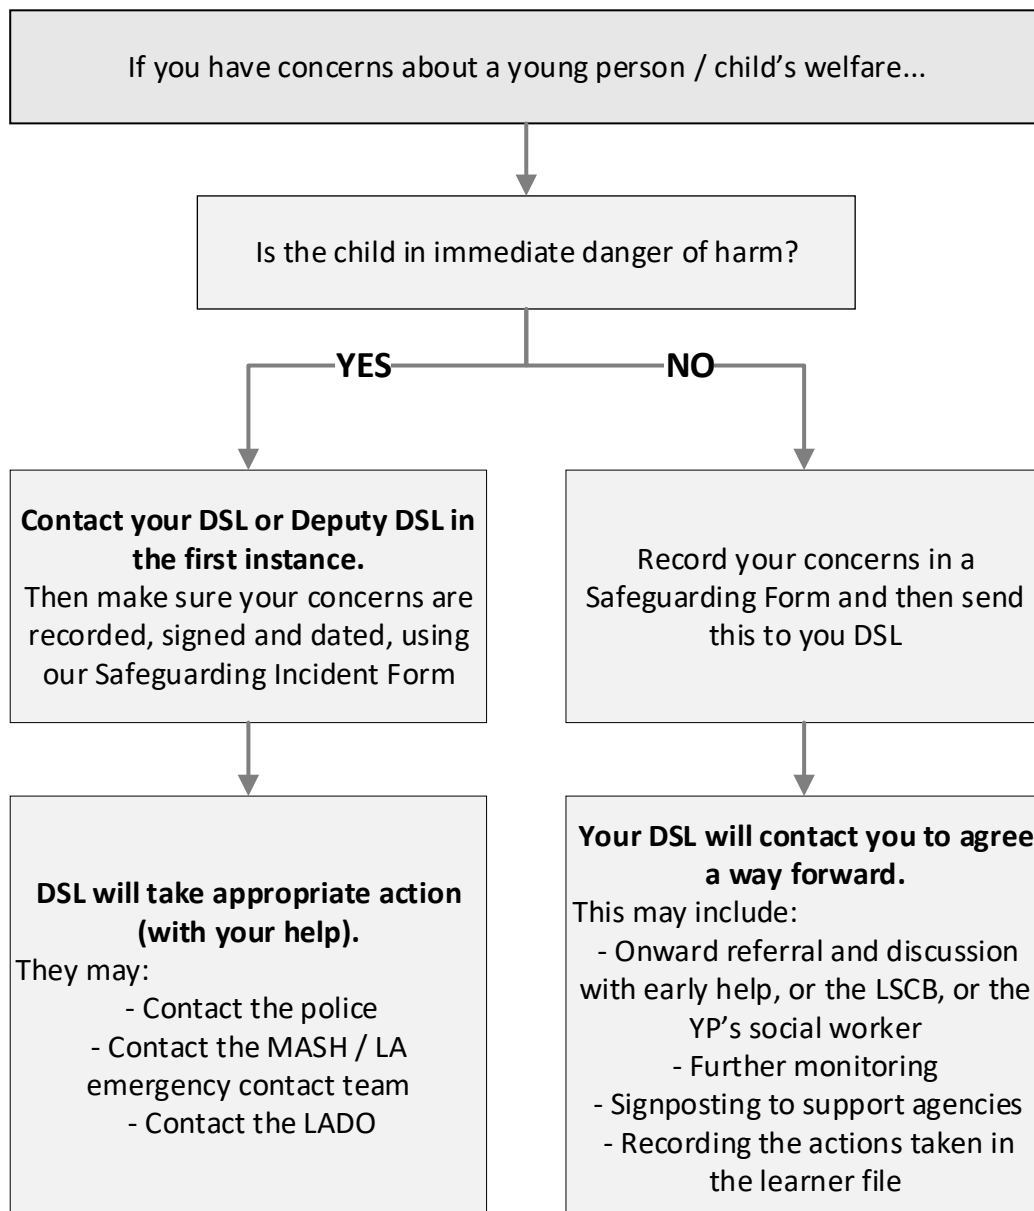 If you have concerns about a young person / child’s welfare...
Is the child in immediate danger of harm?
YES
NO
Contact your DSL or Deputy DSL in
the first instance.
Then make sure your concerns are
recorded, signed and dated, using
our Safeguarding Incident Form
Record your concerns in a
Safeguarding Form and then send
this to you DSL
DSL will take appropriate action
(with your help).
They may:
- Contact the police
- Contact the MASH / LA
emergency contact team
- Contact the LADO
Your DSL will contact you to agree
a way forward.
This may include:
- Onward referral and discussion
with early help, or the LSCB, or the
YP’s social worker
- Further monitoring
- Signposting to support agencies
- Recording the actions taken in
the learner file